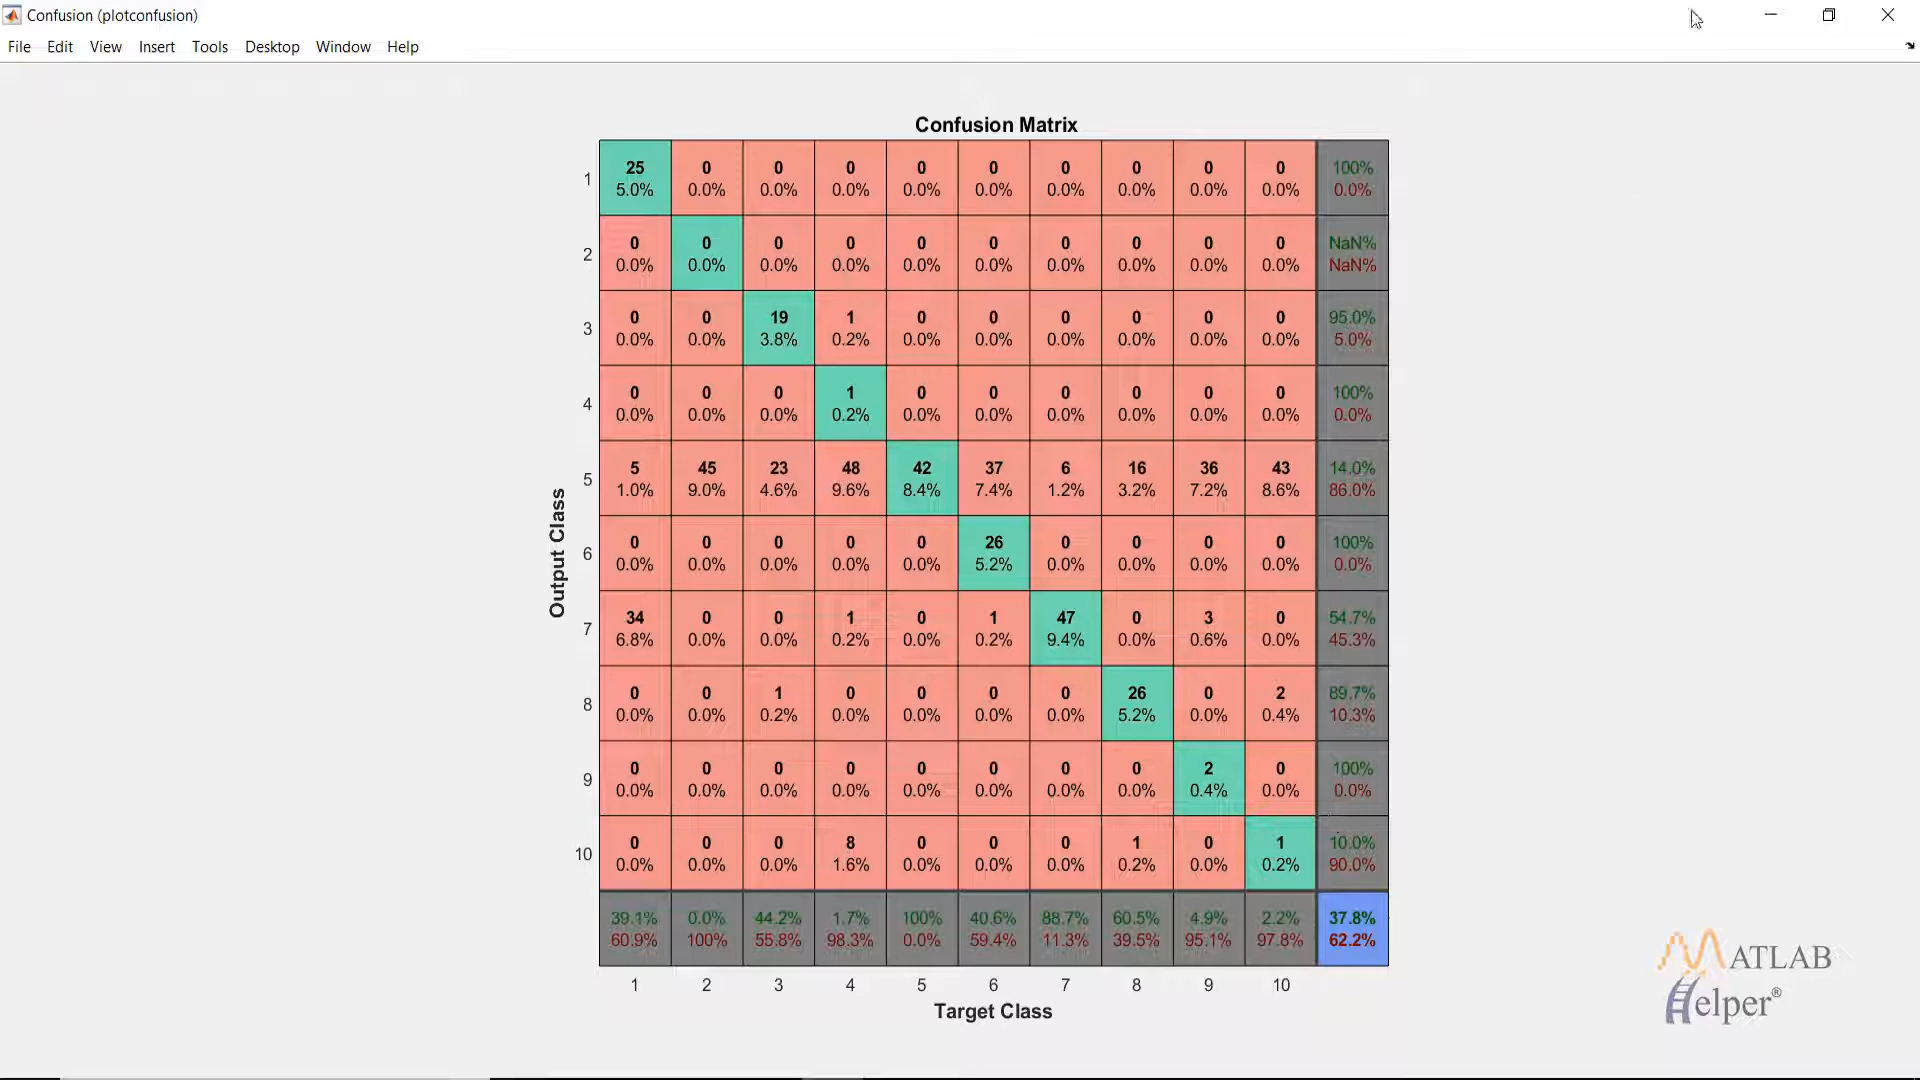 Confusion (plotconfusion)
File Edit View Insert Tools Desktop Window Help
Confusion Matrix
1 25 0 0 0 0 0 0 0 0 0 100%
5.0% 0.0% 0.0% 0.0% 0.0% 0.0% 0.0% 0.0% 0.0% 0.0% 0.0%
2 0 0 0 0 0 0 0 0 0 0 NaN%
0.0% 0.0% 0.0% 0.0% 0.0% 0.0% 0.0% 0.0% 0.0% 0.0% NaN%
3 0 0 19 1 0 0 0 0 0 0 95.0%
0.0% 0.0% 3.8% 0.2% 0.0% 0.0% 0.0% 0.0% 0.0% 0.0% 5.0%
4 0 0 0 1 0 0 0 0 0 0 100%
0.0% 0.0% 0.0% 0.2% 0.0% 0.0% 0.0% 0.0% 0.0% 0.0% 0.0%
5 5 45 23 48 42 37 6 16 36 43 14.0%
1.0% 9.0% 4.6% 9.6% 8.4% 7.4% 1.2% 3.2% 7.2% 8.6% 86.0%
6 0 0 0 0 0 26 0 0 0 0 100%
0.0% 0.0% 0.0% 0.0% 0.0% 5.2% 0.0% 0.0% 0.0% 0.0% 0.0%
7 34 0 0 1 0 1 47 0 3 0 54.7%
6.8% 0.0% 0.0% 0.2% 0.0% 0.2% 9.4% 0.0% 0.6% 0.0% 45.3%
8 0 0 1 0 0 0 0 26 0 2 89.7%
0.0% 0.0% 0.2% 0.0% 0.0% 0.0% 0.0% 5.2% 0.0% 0.4% 10.3%
9 0 0 0 0 0 0 0 0 2 0 100%
0.0% 0.0% 0.0% 0.0% 0.0% 0.0% 0.0% 0.0% 0.4% 0.0% 0.0%
10 0 0 0 8 0 0 0 1 0 1 10.0%
0.0% 0.0% 0.0% 1.6% 0.0% 0.0% 0.0% 0.2% 0.0% 0.2% 90.0%
39.1% 0.0% 44.2% 1.7% 100% 40.6% 88.7% 60.5% 4.9% 2.2% 37.8%
60.9% 100% 55.8% 98.3% 0.0% 59.4% 11.3% 39.5% 95.1% 97.8% 62.2%
1 2 3 4 5 6 7 8 9 10
Output Class
Target Class
MATLAB
Helper®